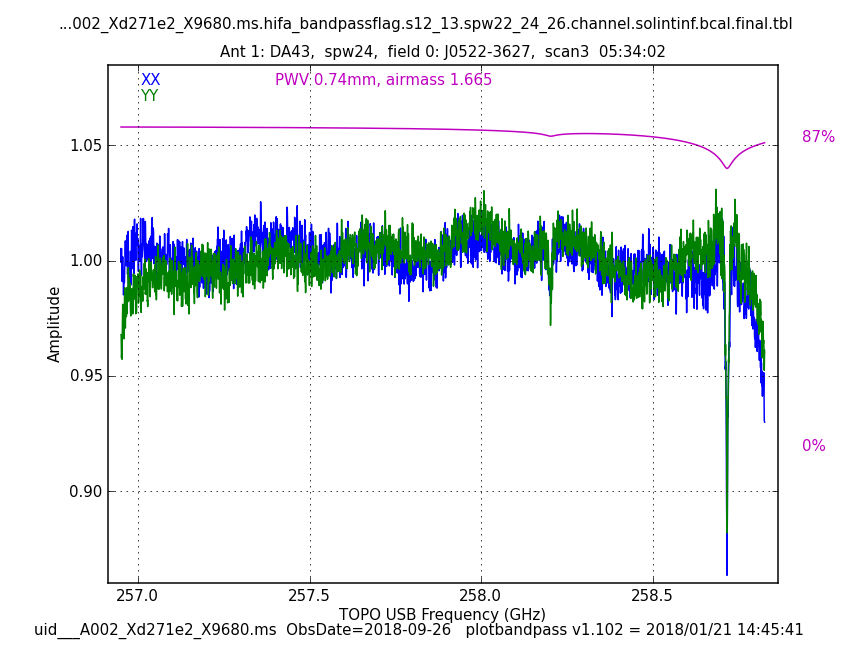 ...002_Xd271e2_X9680.ms.hifa_bandpassflag.s12_13.spw22_24_26.channel.solintinf.bcal.final.tbl
Ant 1: DA43, spw24, field 0: J0522-3627, scan3 05:34:02
XX
PWV 0.74mm, airmass 1.665
YY
87%
1.05
1.00
0.95
0.90
0%
Amplitude
257.0 257.5 258.0 258.5
TOPO USB Frequency (GHz)
uid___A002_Xd271e2_X9680.ms ObsDate=2018-09-26 plotbandpass v1.102 = 2018/01/21 14:45:41